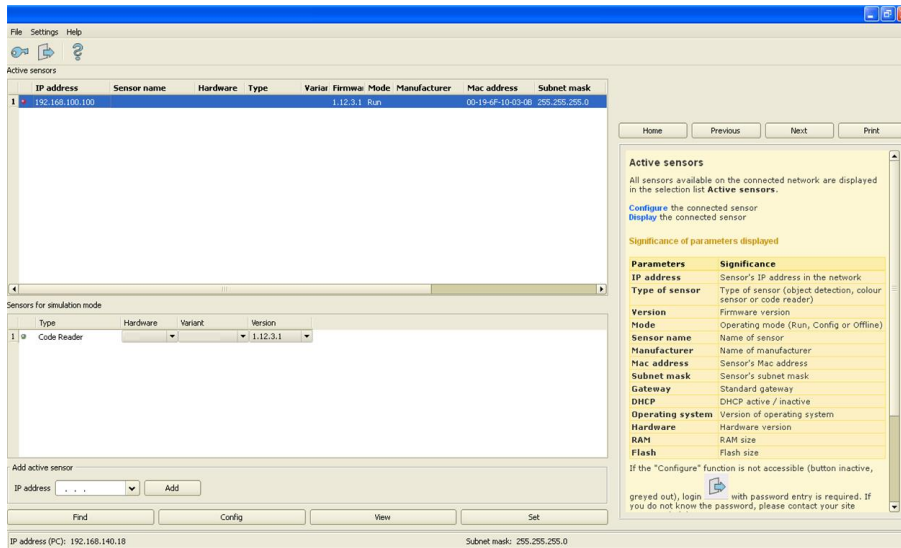 File Settings Help
Active sensors
IP address Sensor name Hardware Type Varian Firmwar Mode Manufacturer Mac address Subnet mask
1 192.168.100.100 1.12.3.1 Run 00-19-6F-10-03-0B 255.255.255.0
Sensors for simulation mode
Type Hardware Variant Version
1 Code Reader 1.12.3.1
Add active sensor
IP address . . . Add
Find Config View Set
IP address (PC): 192.168.140.18 Subnet mask: 255.255.255.0
Home Previous Next Print
Active sensors
All sensors available on the connected network are displayed
in the selection list Active sensors.
Configure the connected sensor
Display the connected sensor
Significance of parameters displayed
Parameters Significance
IP address Sensor's IP address in the network
Type of sensor Type of sensor (object detection, colour
sensor or code reader)
Version Firmware version
Mode Operating mode (Run, Config or Offline)
Sensor name Name of sensor
Manufacturer Name of manufacturer
Mac address Sensor's Mac address
Subnet mask Sensor's subnet mask
Gateway Standard gateway
DHCP DHCP active / inactive
Operating system Version of operating system
Hardware Hardware version
RAM RAM size
Flash Flash size
If the "Configure" function is not accessible (button inactive,
greyed out), login with password entry is required. If
you do not know the password, please contact your site